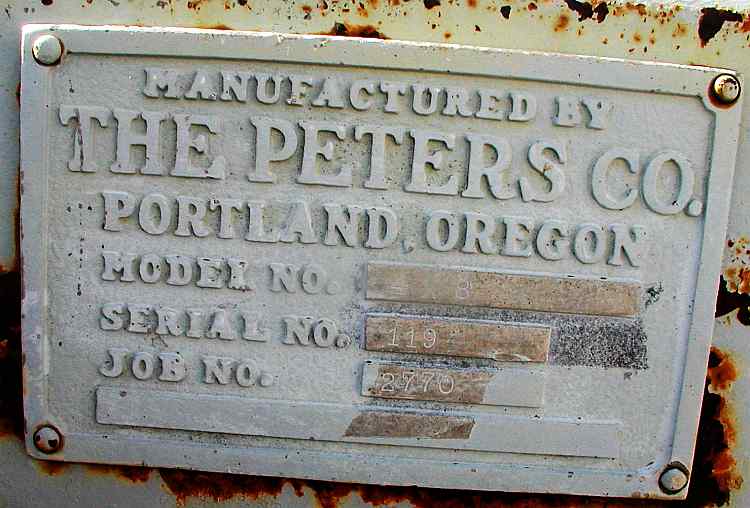 MANUFACTURED BY
THE PETERS CO.
PORTLAND, OREGON
MODEL NO. 8
SERIAL NO. 119
JOB NO. 2770